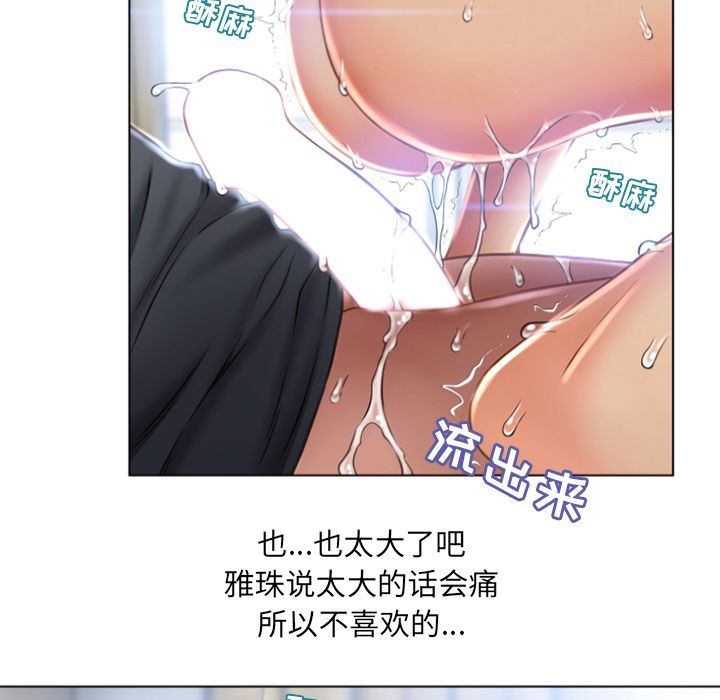 酥麻
酥麻
流出来
也...也太大了吧
雅珠说太大的话会痛
所以不喜欢的...